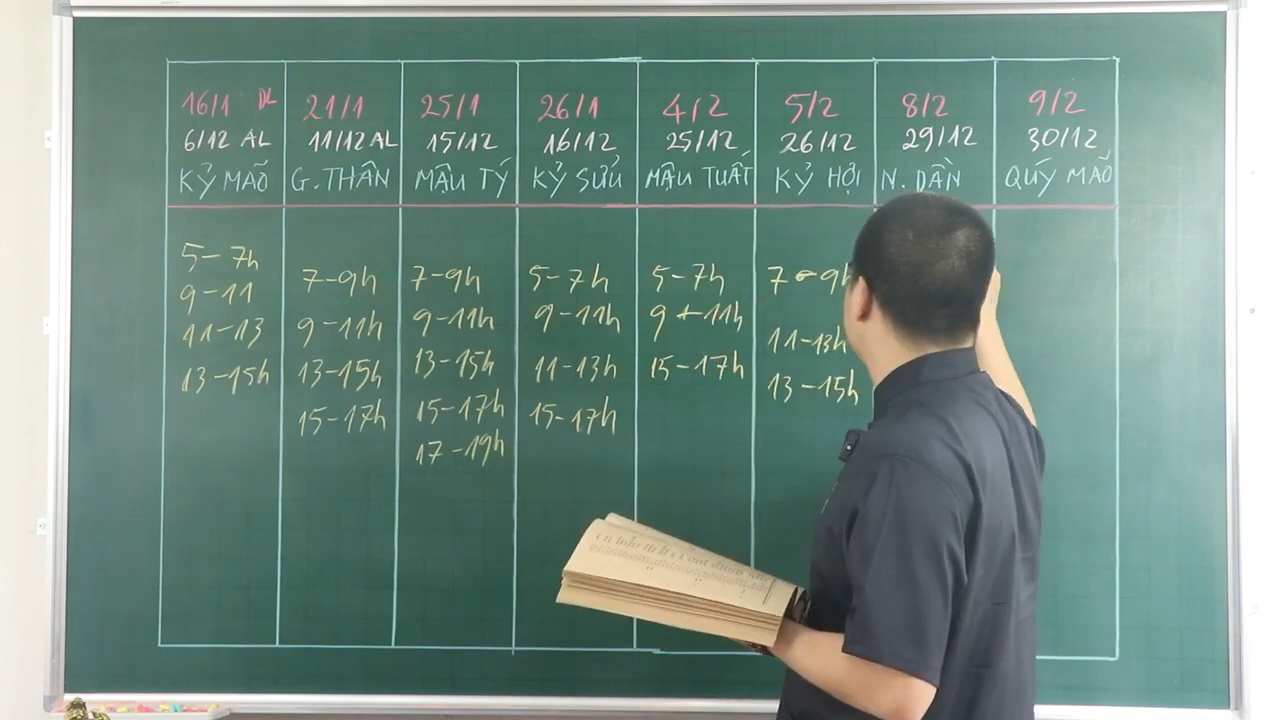 16/1 DL
6/12 AL
KỶ MÃO
5-7h
9-11
11-13
13-15h
21/1
11/12 AL
G. THÂN
7-9h
9-11h
13-15h
15-17h
25/1
15/12
MẬU TÝ
7-9h
9-11h
13-15h
15-17h
17-19h
26/1
16/12
KỶ SỬU
5-7h
9-11h
11-13h
15-17h
4/2
25/12
MẬU TUẤT
5-7h
9-11h
15-17h
5/2
26/12
KỶ HỢI
7-9h
11-13h
13-15h
8/2
29/12
N. DẦN
9/2
30/12
QUÝ MÃO